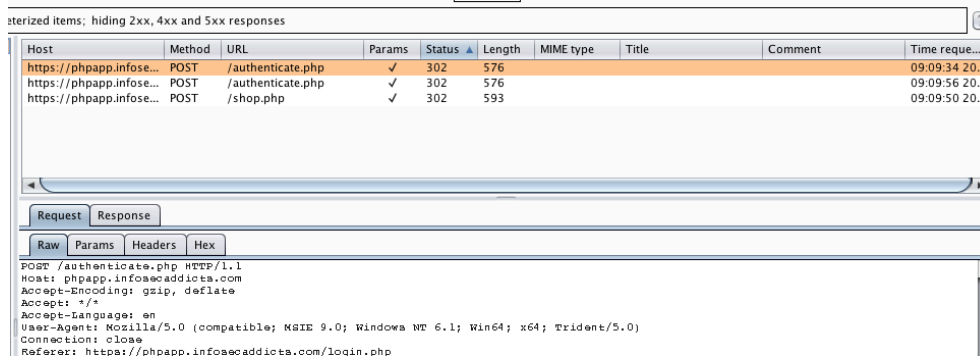 eterized items; hiding 2xx, 4xx and 5xx responses
Host Method URL Params Status Length MIME type Title Comment Time reque...
https://phpapp.infose... POST /authenticate.php ✓ 302 576 09:09:34 20.
https://phpapp.infose... POST /authenticate.php ✓ 302 576 09:09:56 20.
https://phpapp.infose... POST /shop.php ✓ 302 593 09:09:50 20.
Request Response
Raw Params Headers Hex
POST /authenticate.php HTTP/1.1
Host: phpapp.infosecaddicts.com
Accept-Encoding: gzip, deflate
Accept: */*
Accept-Language: en
User-Agent: Mozilla/5.0 (compatible; MSIE 9.0; Windows NT 6.1; Win64; x64; Trident/5.0)
Connection: close
Referer: https://phpapp.infosecaddicts.com/login.php